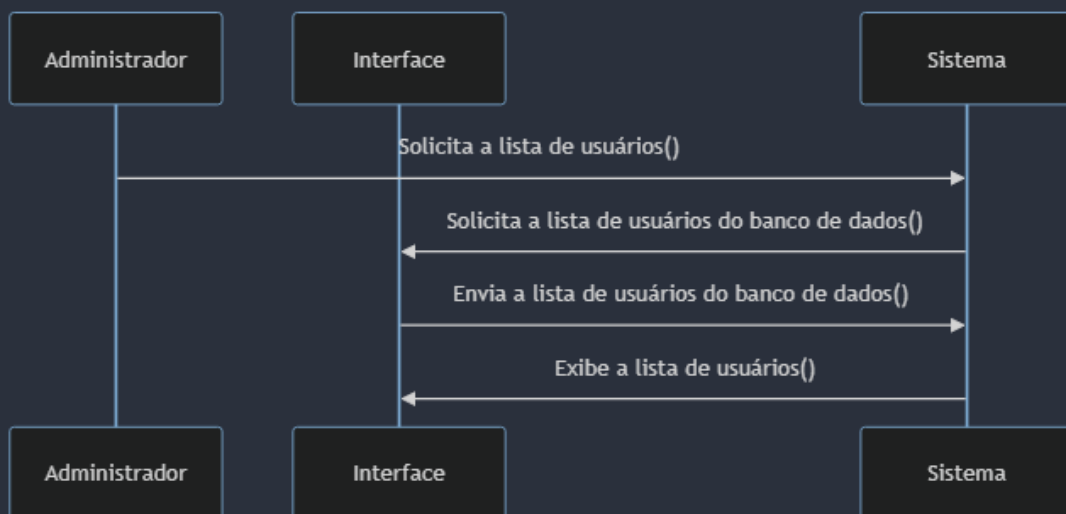 Administrador
Interface
Sistema
Solicita a lista de usuários()
Solicita a lista de usuários do banco de dados()
Envia a lista de usuários do banco de dados()
Exibe a lista de usuários()
Administrador
Interface
Sistema